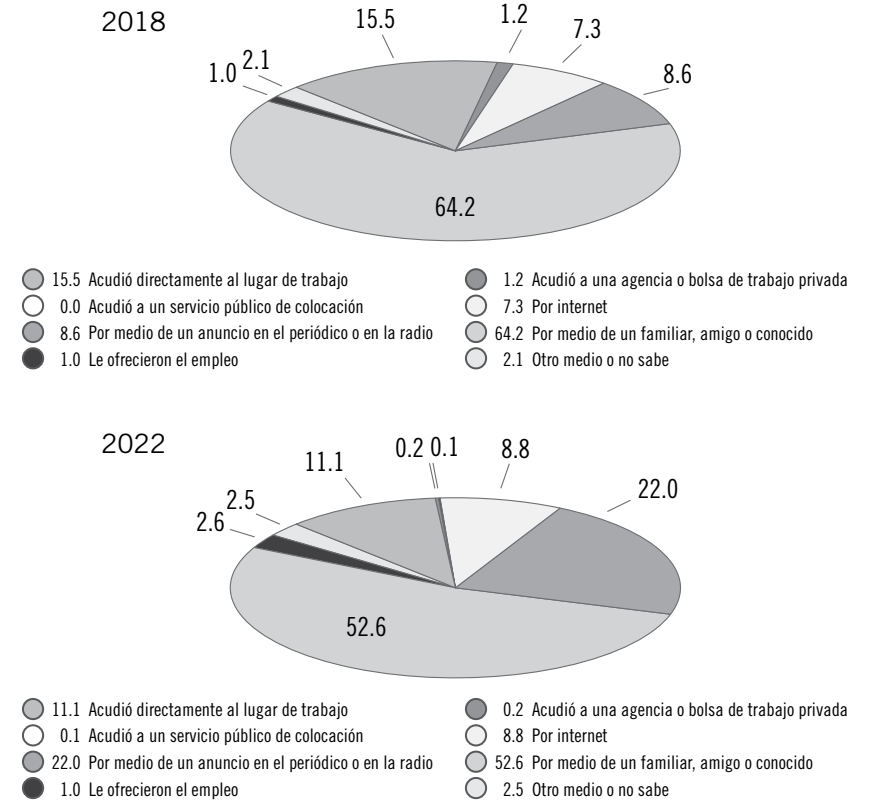 2018
15.5
1.2
7.3
8.6
2.1
1.0
64.2
15.5 Acudió directamente al lugar de trabajo
0.0 Acudió a un servicio público de colocación
8.6 Por medio de un anuncio en el periódico o en la radio
1.0 Le ofrecieron el empleo
1.2 Acudió a una agencia o bolsa de trabajo privada
7.3 Por internet
64.2 Por medio de un familiar, amigo o conocido
2.1 Otro medio o no sabe
2022
11.1
0.2 0.1
8.8
22.0
2.5
2.6
52.6
11.1 Acudió directamente al lugar de trabajo
0.1 Acudió a un servicio público de colocación
22.0 Por medio de un anuncio en el periódico o en la radio
1.0 Le ofrecieron el empleo
0.2 Acudió a una agencia o bolsa de trabajo privada
8.8 Por internet
52.6 Por medio de un familiar, amigo o conocido
2.5 Otro medio o no sabe